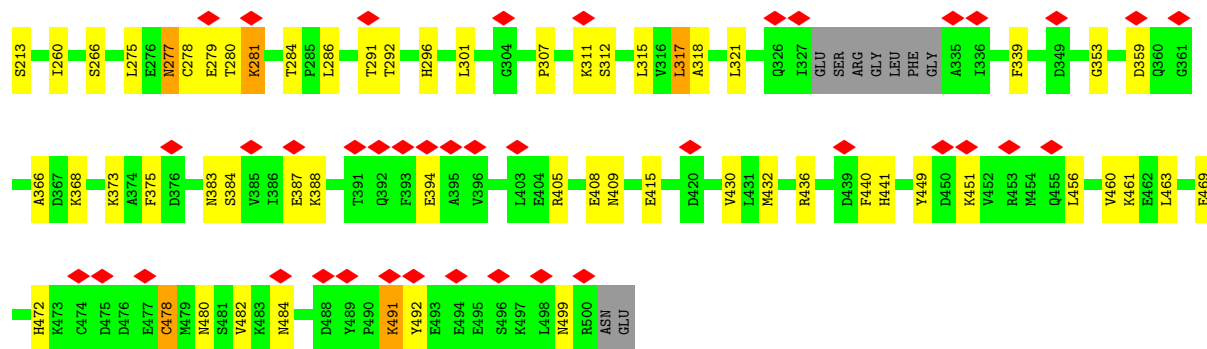 S213 I260 S266 L275 E276 N277 C278 E279 T280 K281 T284 P285 L286 T291 T292 H296 L301 G304 P307 K311 S312 L315 V316 L317 A318 L321 Q326 I327 GLU SER ARG GLY LEU PHE GLY A335 I336 F339 D349 G353 D359 Q360 G361
A366 D367 K368 K373 A374 F375 D376 N383 S384 V385 I386 E387 K388 T391 Q392 F393 E394 A395 V396 L403 E404 R405 E408 N409 E415 D420 V430 L431 M432 R436 D439 F440 H441 Y449 D450 K451 V452 R453 M454 Q455 L456 V460 K461 E462 L463 E469
H472 K473 C474 D475 D476 E477 C478 M479 N480 S481 V482 K483 N484 D488 Y489 P490 K491 Y492 E493 E494 E495 S496 K497 L498 N499 R500 ASN GLU